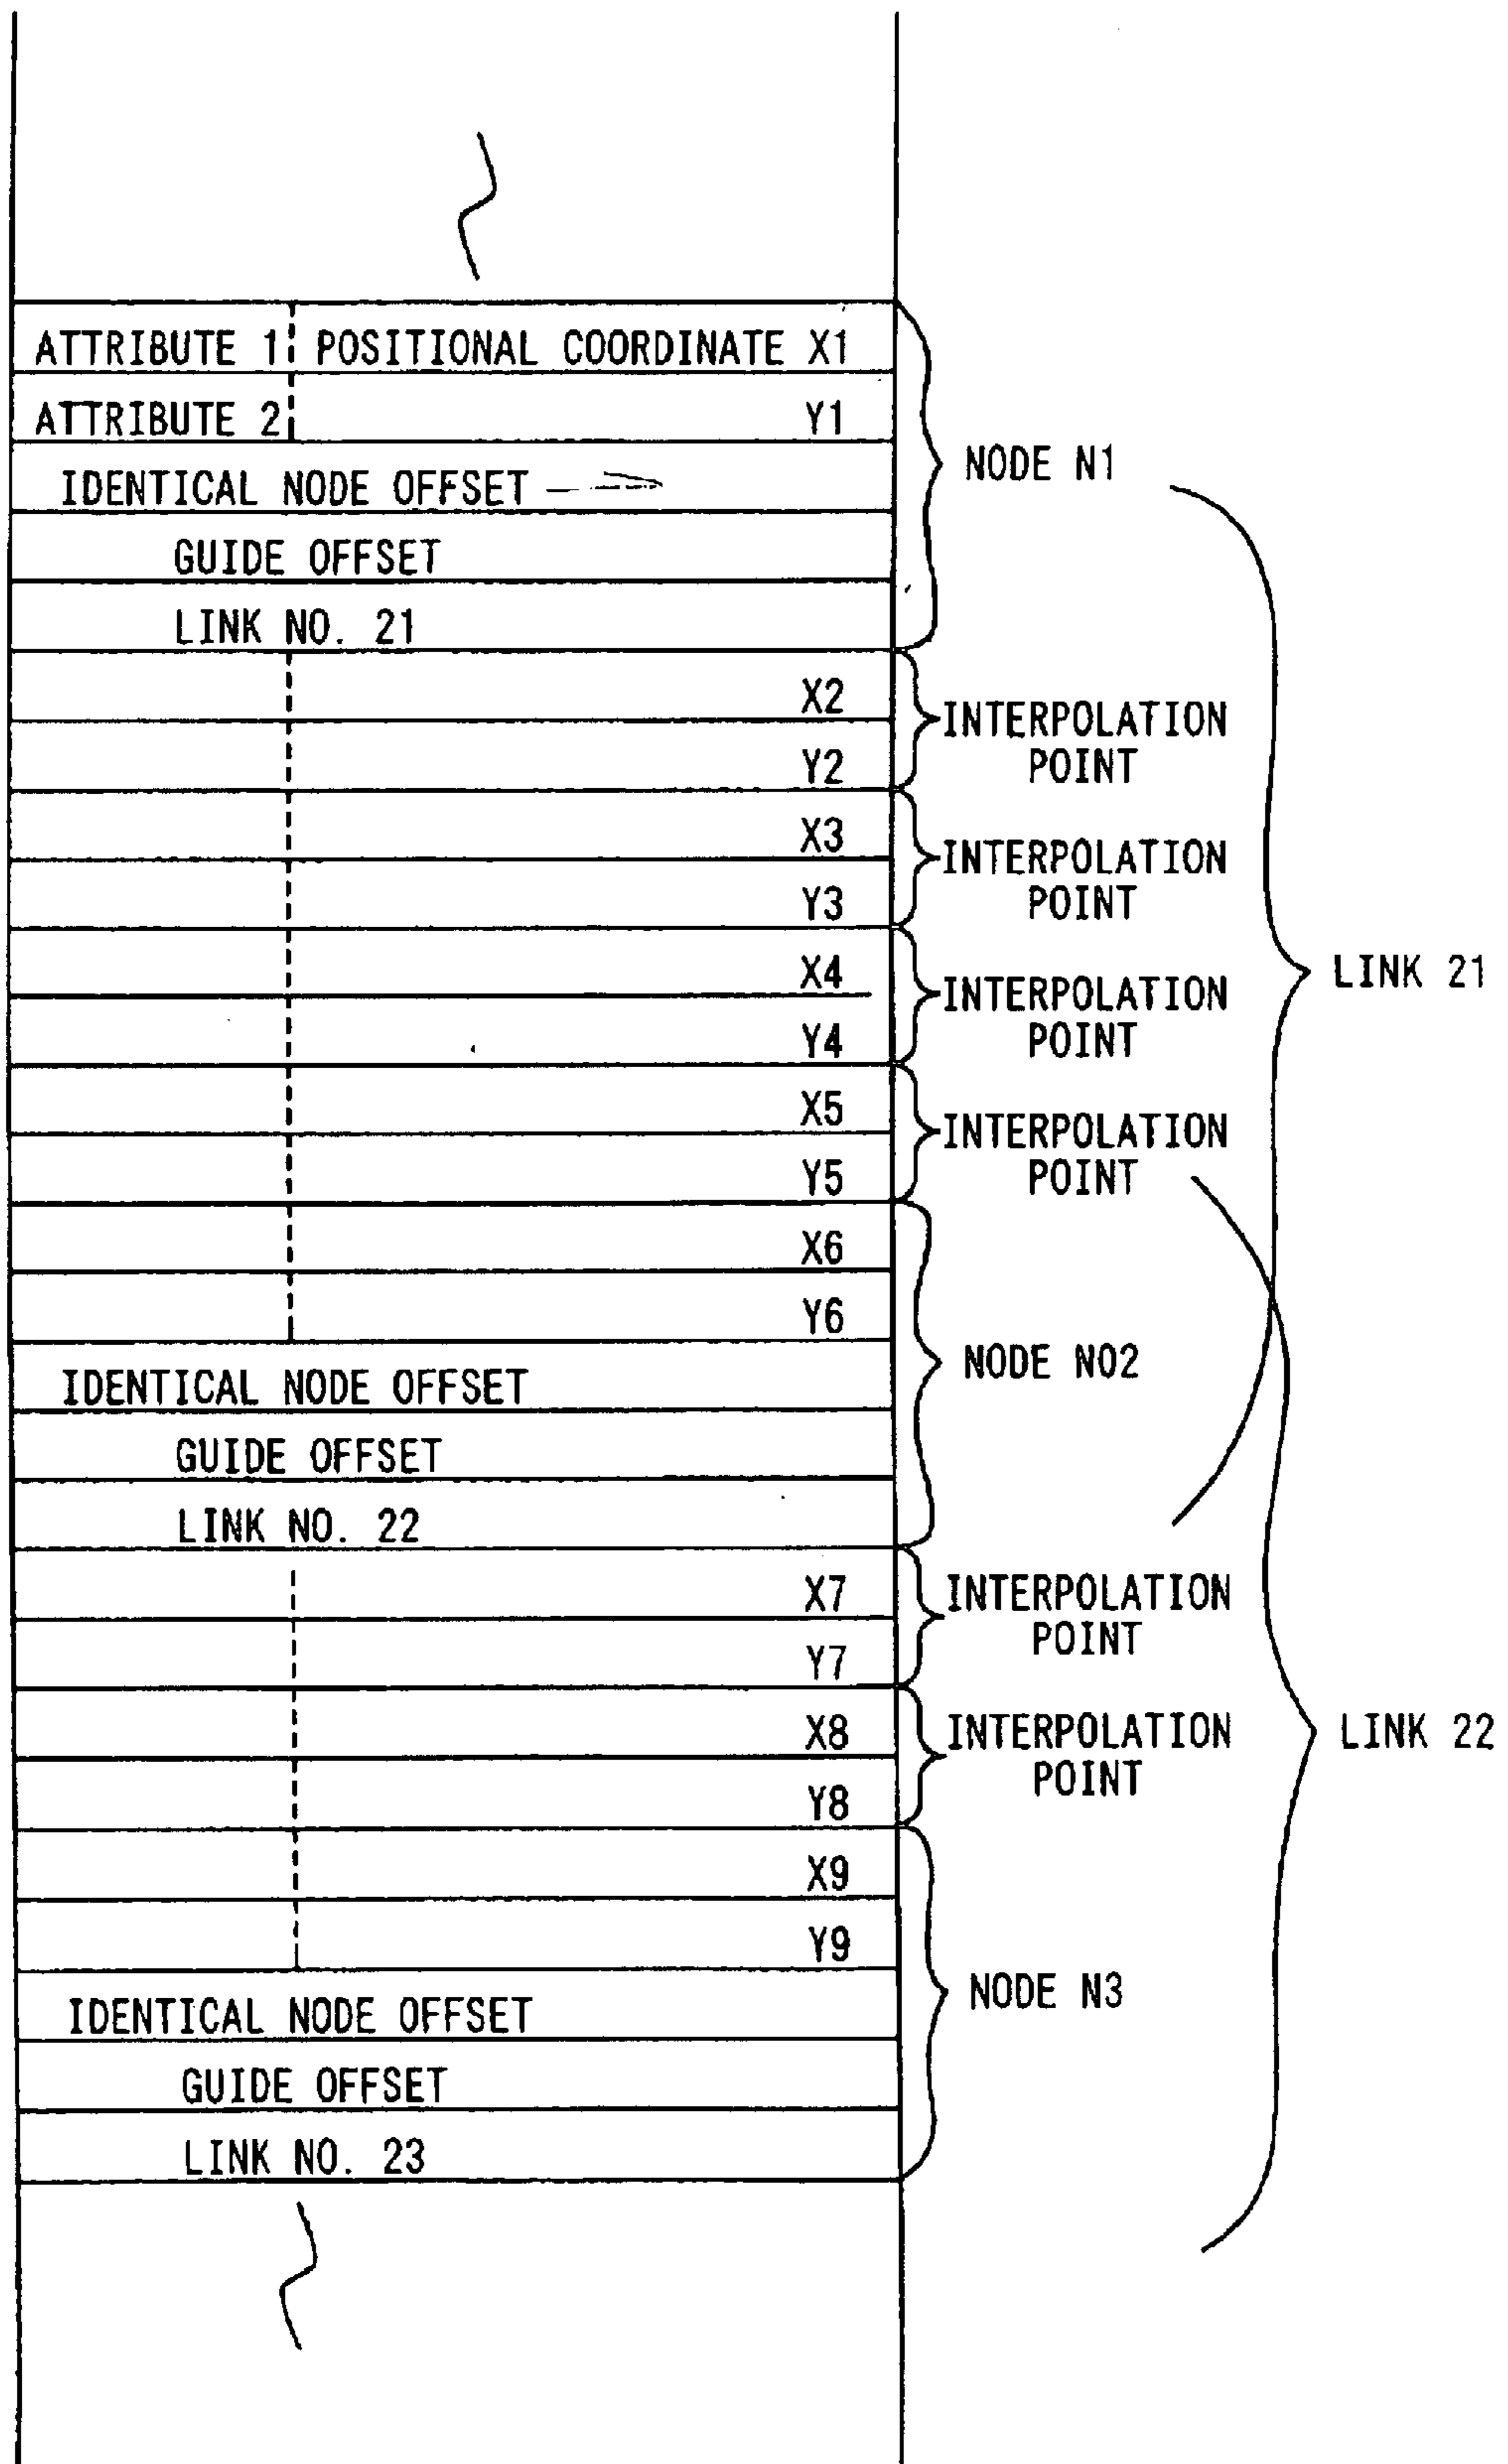 ATTRIBUTE 1 POSITIONAL COORDINATE X1
ATTRIBUTE 2 Y1
IDENTICAL NODE OFFSET
GUIDE OFFSET
LINK NO. 21
NODE N1
X2
Y2
INTERPOLATION
POINT
X3
Y3
INTERPOLATION
POINT
X4
Y4
INTERPOLATION
POINT
X5
Y5
INTERPOLATION
POINT
LINK 21
X6
Y6
IDENTICAL NODE OFFSET
GUIDE OFFSET
LINK NO. 22
NODE N02
X7
Y7
INTERPOLATION
POINT
X8
Y8
INTERPOLATION
POINT
LINK 22
X9
Y9
IDENTICAL NODE OFFSET
GUIDE OFFSET
LINK NO. 23
NODE N3